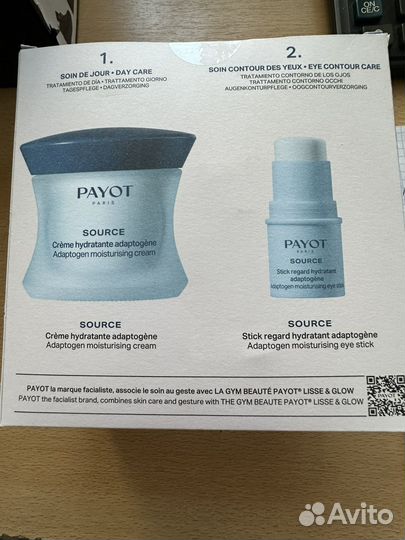 ON
CE/C
1.
SOIN DE JOUR • DAY CARE
TRATAMIENTO DE DÍA • TRATTAMENTO GIORNO
TAGESPFLEGE • DAGVERZORGING
2.
SOIN CONTOUR DES YEUX • EYE CONTOUR CARE
TRATAMIENTO CONTORNO DE LOS OJOS
TRATTAMENTO CONTORNO OCCHI
AUGENKONTURPFLEGE • OOGCONTOURVERZORGING
PAYOT
PARIS
SOURCE
Crème hydratante adaptogène
Adaptogen moisturising cream
PAYOT
PARIS
SOURCE
Stick regard hydratant
adaptogène
Adaptogen moisturising eye stick
SOURCE
Crème hydratante adaptogène
Adaptogen moisturising cream
SOURCE
Stick regard hydratant adaptogène
Adaptogen moisturising eye stick
PAYOT la marque facialiste, associe le soin au geste avec LA GYM BEAUTÉ PAYOT® LISSE & GLOW
PAYOT the facialist brand, combines skin care and gesture with THE GYM BEAUTE PAYOT® LISSE & GLOW
PAYOT
Avito